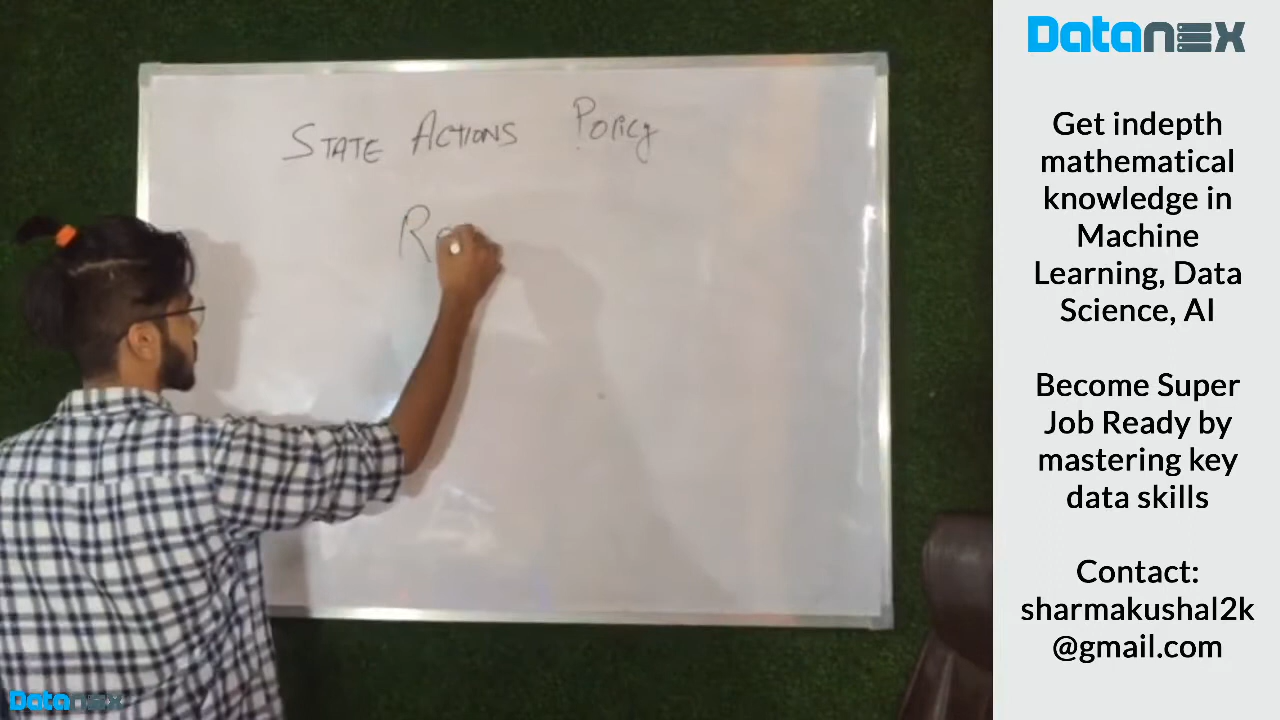 STATE ACTIONS Policy
Re
Datanex
Get indepth
mathematical
knowledge in
Machine
Learning, Data
Science, AI
Become Super
Job Ready by
mastering key
data skills
Contact:
sharmakushal2k
@gmail.com
Datanex